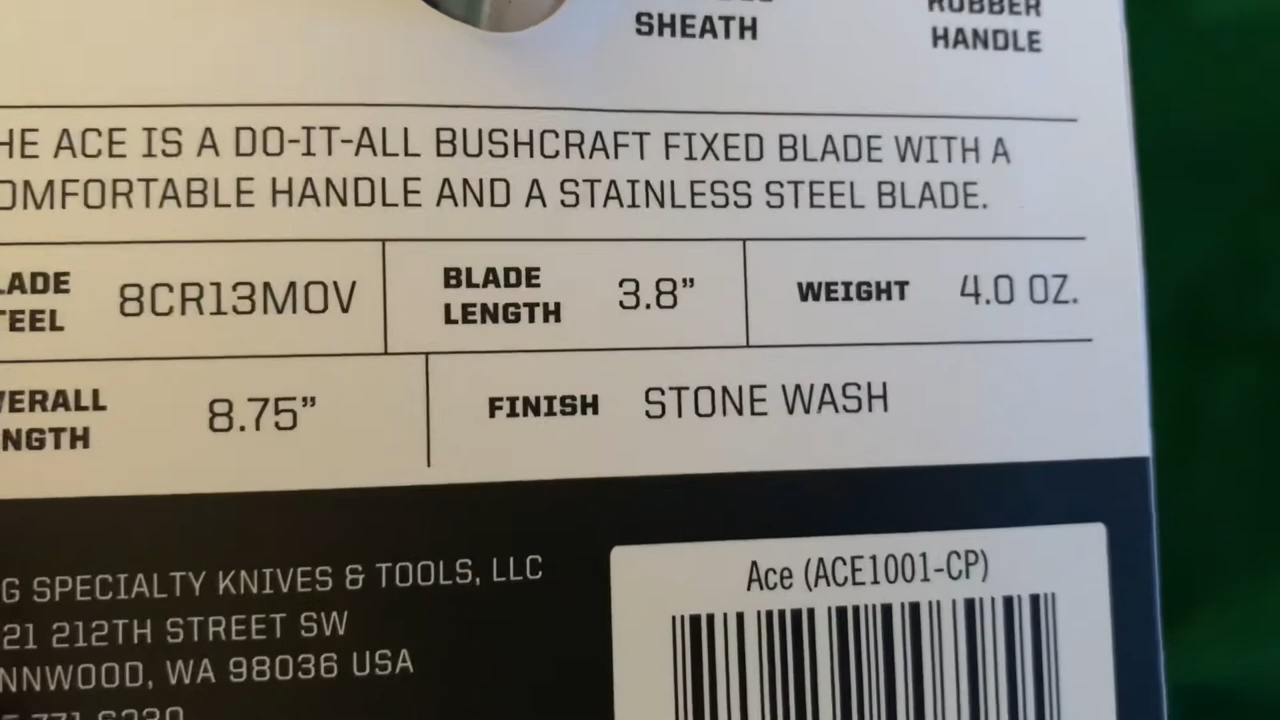 SHEATH
RUBBER
HANDLE
HE ACE IS A DO-IT-ALL BUSHCRAFT FIXED BLADE WITH A
OMFORTABLE HANDLE AND A STAINLESS STEEL BLADE.
LADE
TEEL
8CR13MOV
BLADE
LENGTH
3.8”
WEIGHT
4.0 OZ.
VERALL
NGTH
8.75”
FINISH
STONE WASH
G SPECIALTY KNIVES & TOOLS, LLC
21 212TH STREET SW
NNWOOD, WA 98036 USA
Ace (ACE1001-CP)